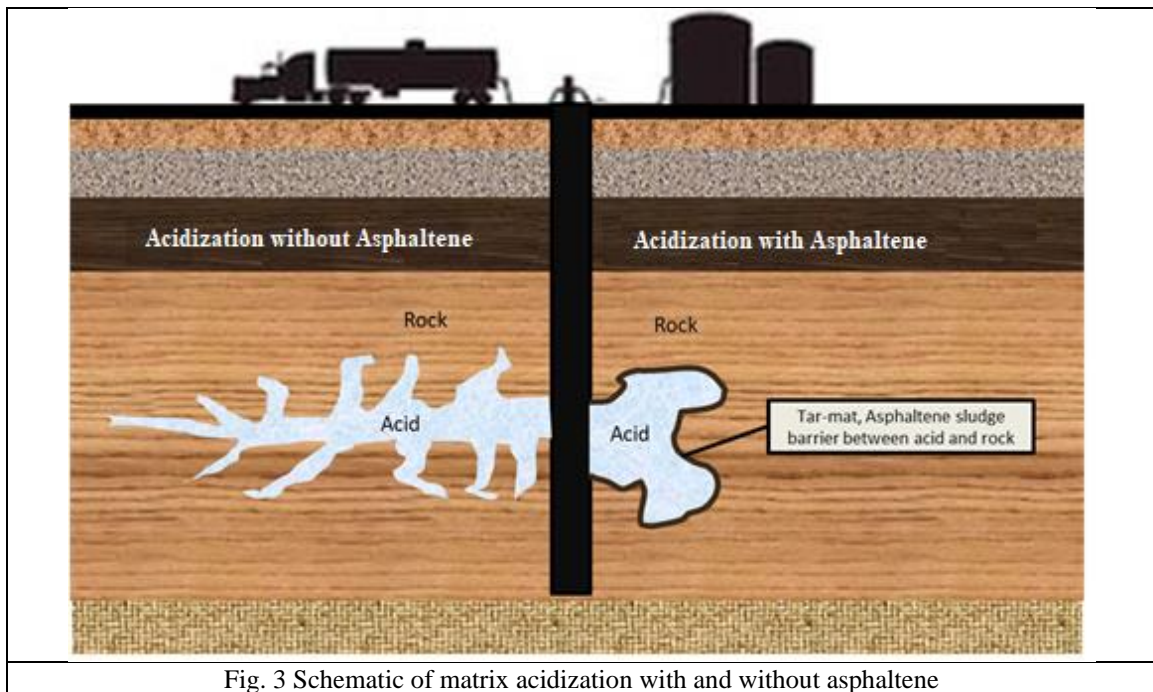 Acidization without Asphaltene
Acidization with Asphaltene
Rock
Rock
Acid
Acid
Tar-mat, Asphaltene sludge
barrier between acid and rock
Fig. 3 Schematic of matrix acidization with and without asphaltene